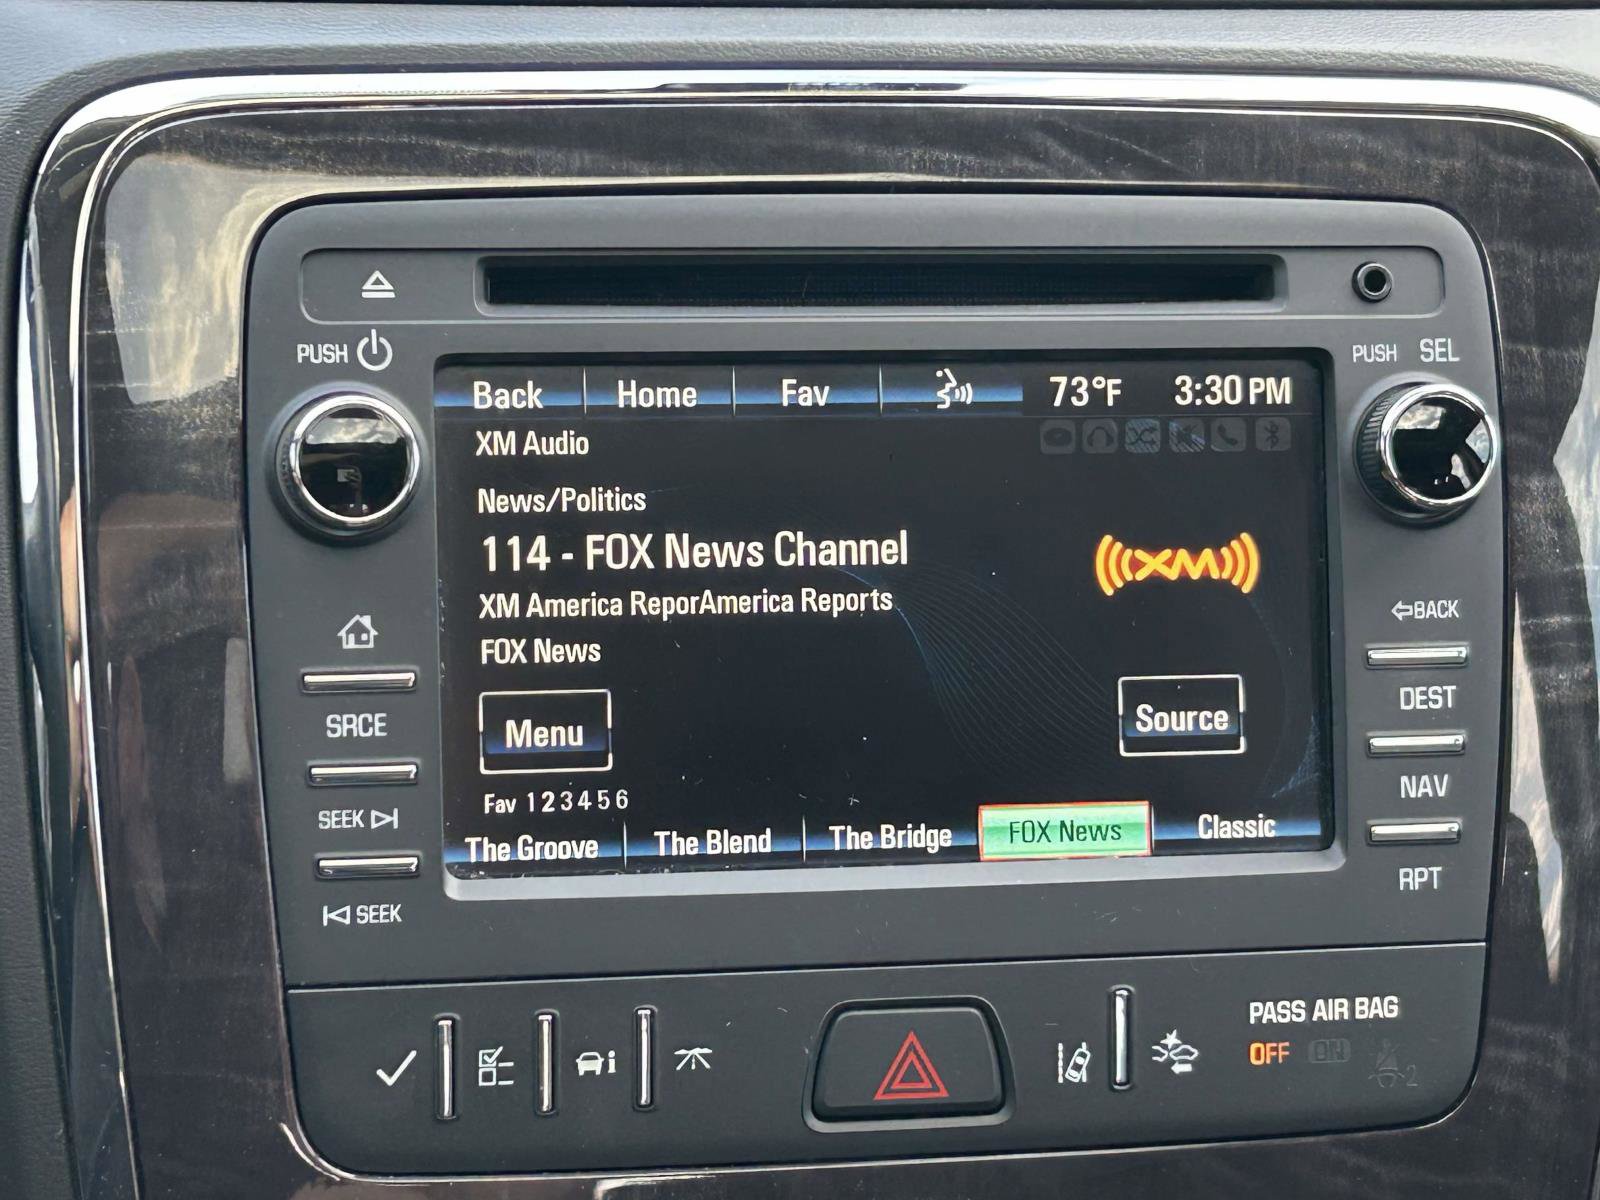 PUSH
PUSH SEL
Back Home Fav 73°F 3:30 PM
XM Audio
News/Politics
114 - FOX News Channel
XM
XM America ReporAmerica Reports
FOX News
BACK
SRCE
Menu
Source
DEST
SEEK
Fav 1 2 3 4 5 6
NAV
The Groove The Blend The Bridge FOX News Classic
SEEK
RPT
PASS AIR BAG
OFF ON
2